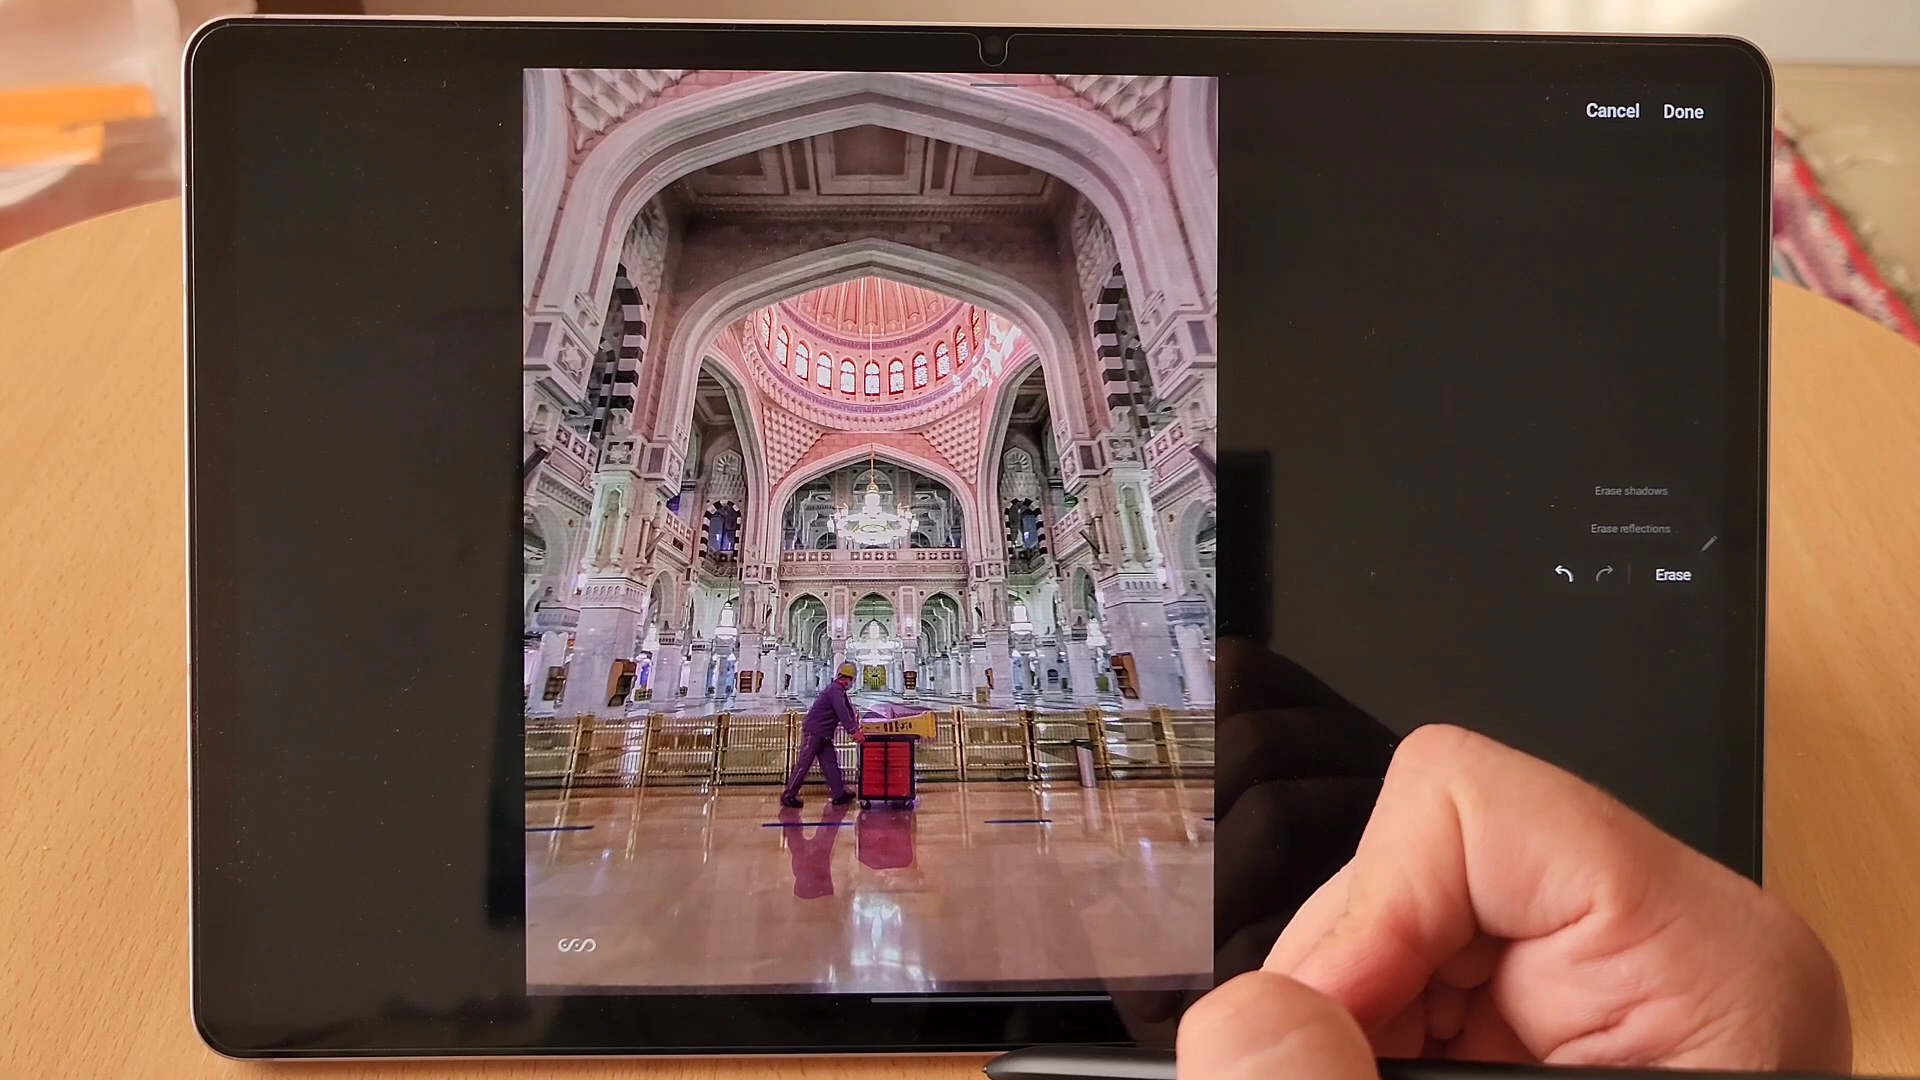 Cancel Done
Erase shadows
Erase reflections
Erase